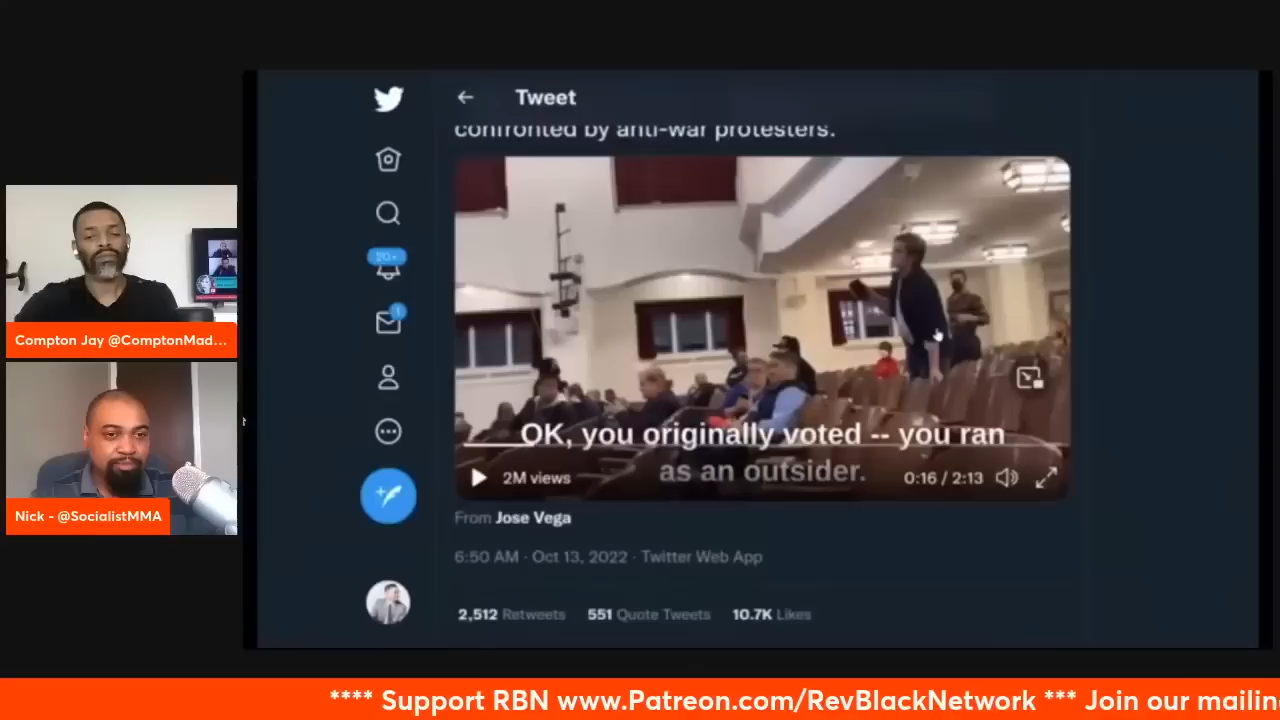 Tweet
confronted by anti-war protesters.
20+
1
OK, you originally voted -- you ran
as an outsider.
2M views
0:16 / 2:13
From Jose Vega
6:50 AM · Oct 13, 2022 · Twitter Web App
2,512 Retweets 551 Quote Tweets 10.7K Likes
Compton Jay @ComptonMad...
Nick - @SocialistMMA
**** Support RBN www.Patreon.com/RevBlackNetwork *** Join our mailin